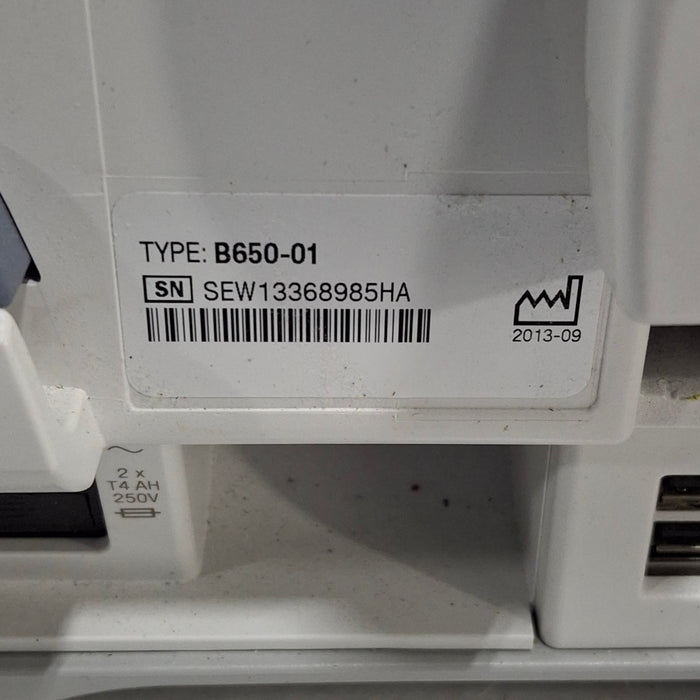 TYPE: B650-01
SN SEW13368985HA
2013-09
2 x
T4 AH
250V